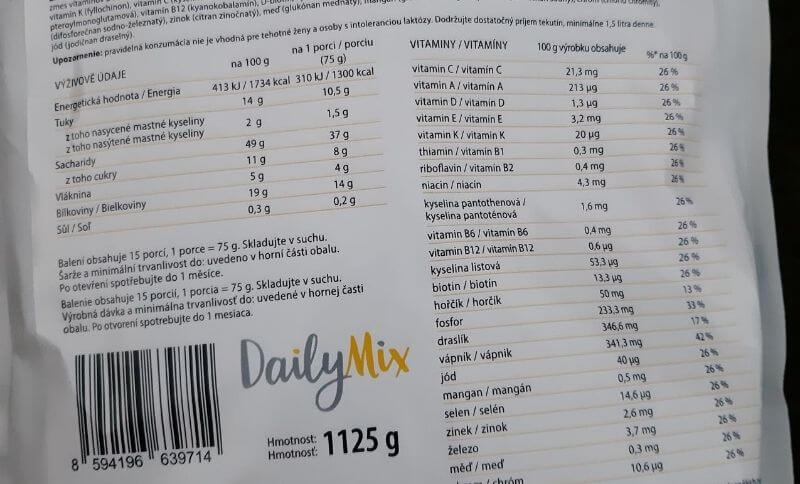 vitamin K (fyllochinon), vitamin C
pteroylmonoglutamová), vitamin B12 (kyanokobalamín),
(difosforečnan sodno-železnatý), zinok (citran zinočnatý), meď (glukónan meďnatý),
jód (jodičnan draselný).
Upozornenie: pravidelná konzumácia nie je vhodná pre tehotné ženy a osoby s intoleranciou laktózy. Dodržujte dostatočný príjem tekutín, minimálne 1,5 litra denne
VÝŽIVOVÉ ÚDAJE na 100 g na 1 porci / porciu (75 g)
Energetická hodnota / Energia 413 kJ / 1734 kcal 310 kJ / 1300 kcal
Tuky 14 g 10,5 g
z toho nasycené mastné kyseliny
z toho nasýtené mastné kyseliny 2 g 1,5 g
Sacharidy 49 g 37 g
z toho cukry 11 g 8 g
Vláknina 5 g 4 g
Bílkoviny / Bielkoviny 19 g 14 g
Sůl / Soľ 0,3 g 0,2 g
Balení obsahuje 15 porcí, 1 porce = 75 g. Skladujte v suchu.
Šarže a minimální trvanlivost do: uvedeno v horní části obalu.
Po otevření spotřebujte do 1 měsíce.
Balenie obsahuje 15 porcií, 1 porcia = 75 g. Skladujte v suchu.
Výrobná dávka a minimálna trvanlivosť do: uvedené v hornej časti
obalu. Po otvorení spotrebujte do 1 mesiaca.
8 594196 639714
DailyMix
Hmotnost:
Hmotnosť: 1125 g
VITAMINY / VITAMÍNY 100 g výrobku obsahuje %* na 100 g
vitamin C / vitamín C 21,3 mg 26 %
vitamin A / vitamín A 213 µg 26 %
vitamin D / vitamín D 1,3 µg 26 %
vitamin E / vitamín E 3,2 mg 26 %
vitamin K / vitamín K 20 µg 26 %
thiamin / vitamín B1 0,3 mg 26 %
riboflavin / vitamín B2 0,4 mg 26 %
niacin / niacín 4,3 mg 26 %
kyselina pantothenová /
kyselina pantoténová 1,6 mg 26 %
vitamin B6 / vitamín B6 0,4 mg 26 %
vitamin B12 / vitamín B12 0,6 µg 26 %
kyselina listová 53,3 µg 26 %
biotin / biotín 13,3 µg 26 %
hořčík / horčík 50 mg 13 %
fosfor 233,3 mg 33 %
draslík 346,6 mg 17 %
vápník / vápnik 341,3 mg 42 %
jód 40 µg 26 %
mangan / mangán 0,5 mg 26 %
selen / selén 14,6 µg 26 %
zinek / zinok 2,6 mg 26 %
železo 3,7 mg 26 %
měď / meď 0,3 mg 26 %
/ chróm 10,6 µg 26 %